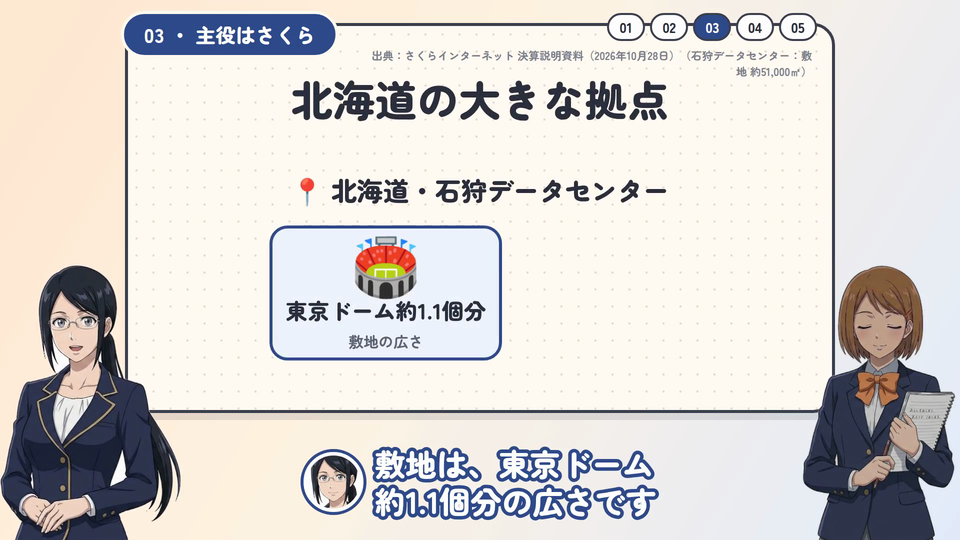 03 ・ 主役はさくら
01 02 03 04 05
出典：さくらインターネット 決算説明資料（2026年10月28日）（石狩データセンター：敷
地 約51,000㎡）
北海道の大きな拠点
北海道・石狩データセンター
東京ドーム約1.1個分
敷地の広さ
敷地は、東京ドーム
約1.1個分の広さです